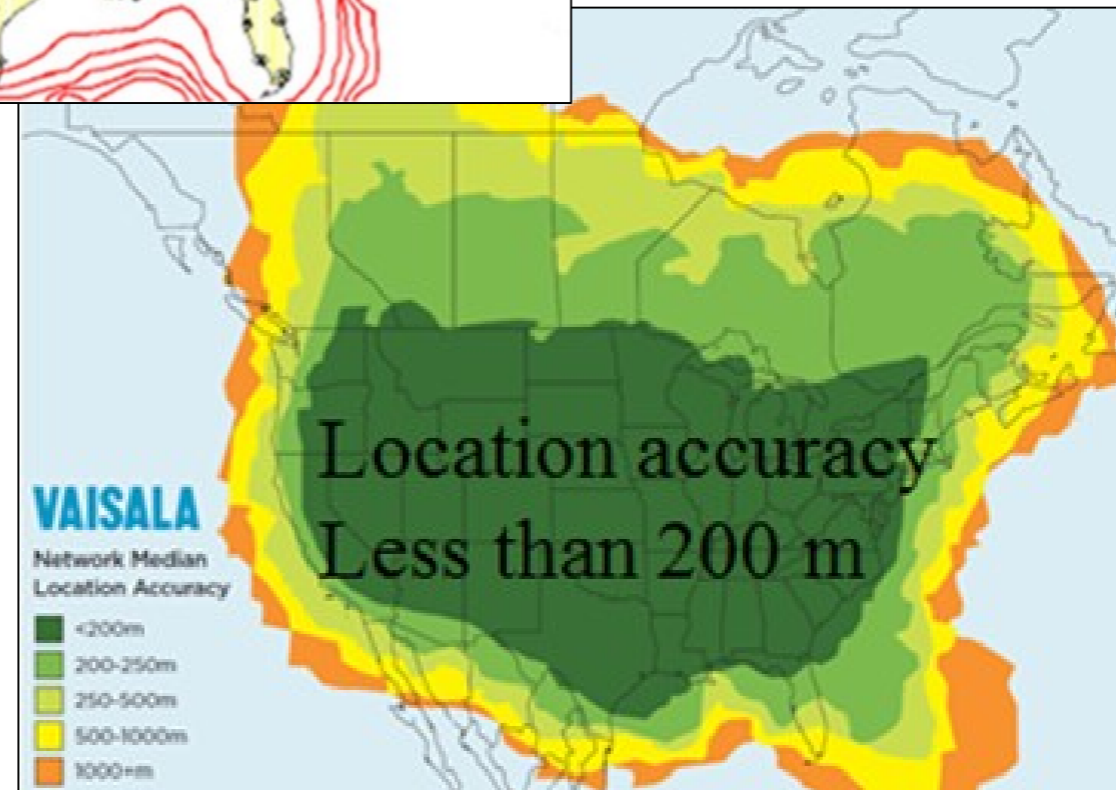 Location accuracy
Less than 200 m
VAISALA
Network Median
Location Accuracy
<200m
200-250m
250-500m
500-1000m
1000+m